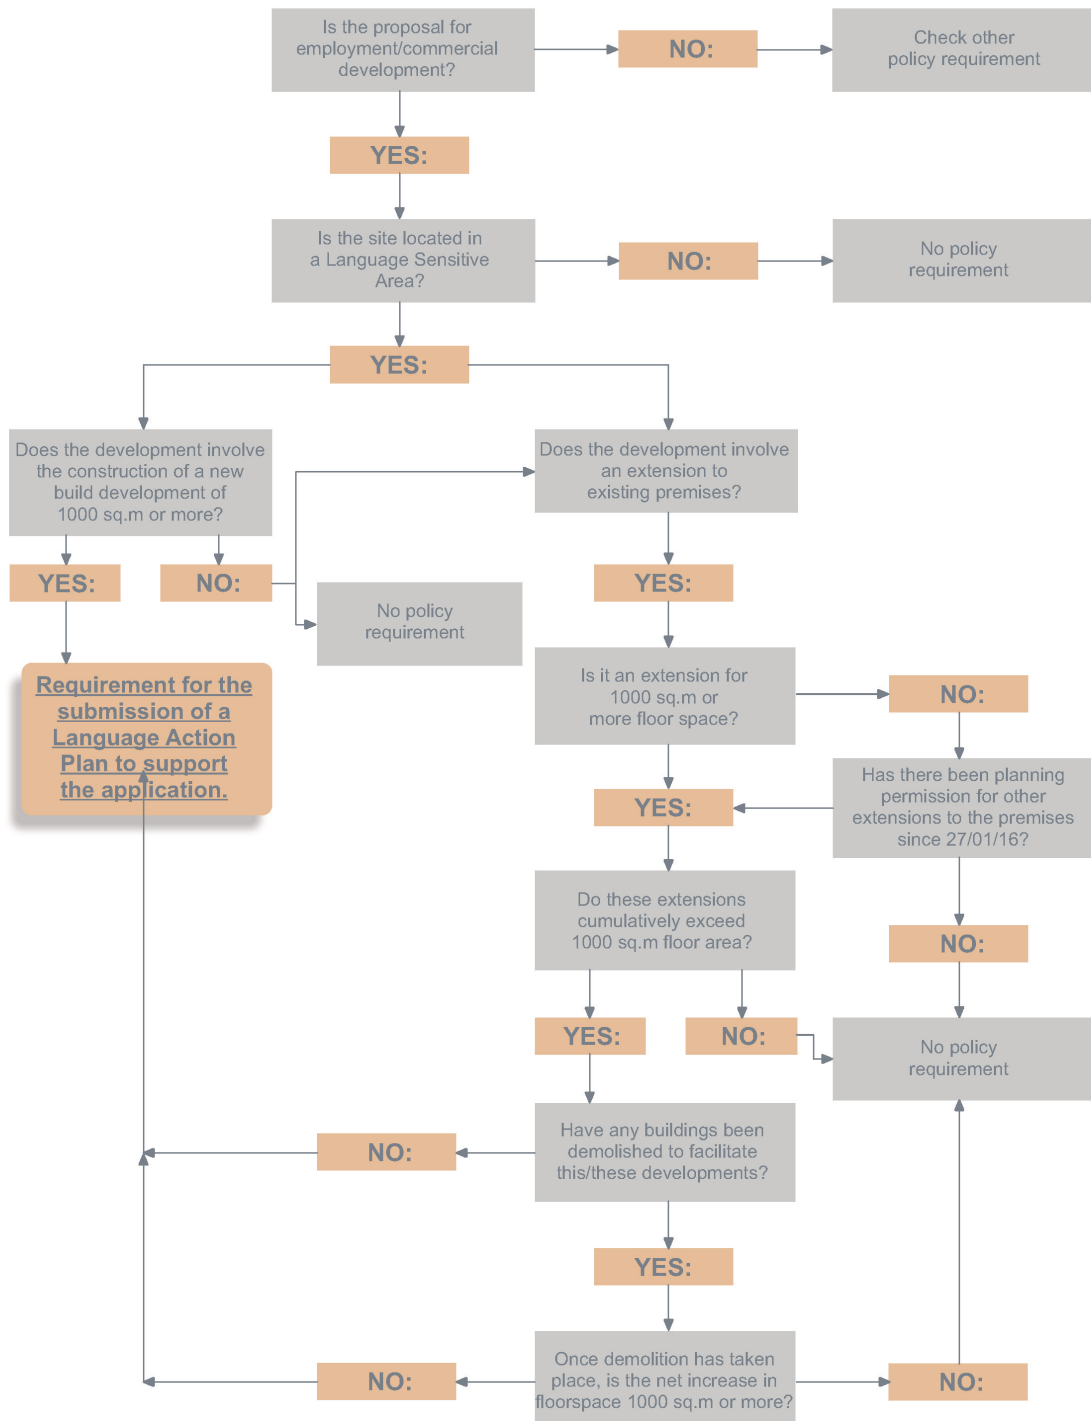 Is the proposal for
employment/commercial
development?
NO:
Check other
policy requirement
YES:
Is the site located in
a Language Sensitive
Area?
NO:
No policy
requirement
YES:
Does the development involve
the construction of a new
build development of
1000 sq.m or more?
Does the development involve
an extension to
existing premises?
YES:
NO:
YES:
No policy
requirement
Requirement for the
submission of a
Language Action
Plan to support
the application.
Is it an extension for
1000 sq.m or
more floor space?
NO:
YES:
Has there been planning
permission for other
extensions to the premises
since 27/01/16?
Do these extensions
cumulatively exceed
1000 sq.m floor area?
NO:
YES:
NO:
No policy
requirement
Have any buildings been
demolished to facilitate
this/these developments?
NO:
YES:
Once demolition has taken
place, is the net increase in
floorspace 1000 sq.m or more?
NO:
NO: